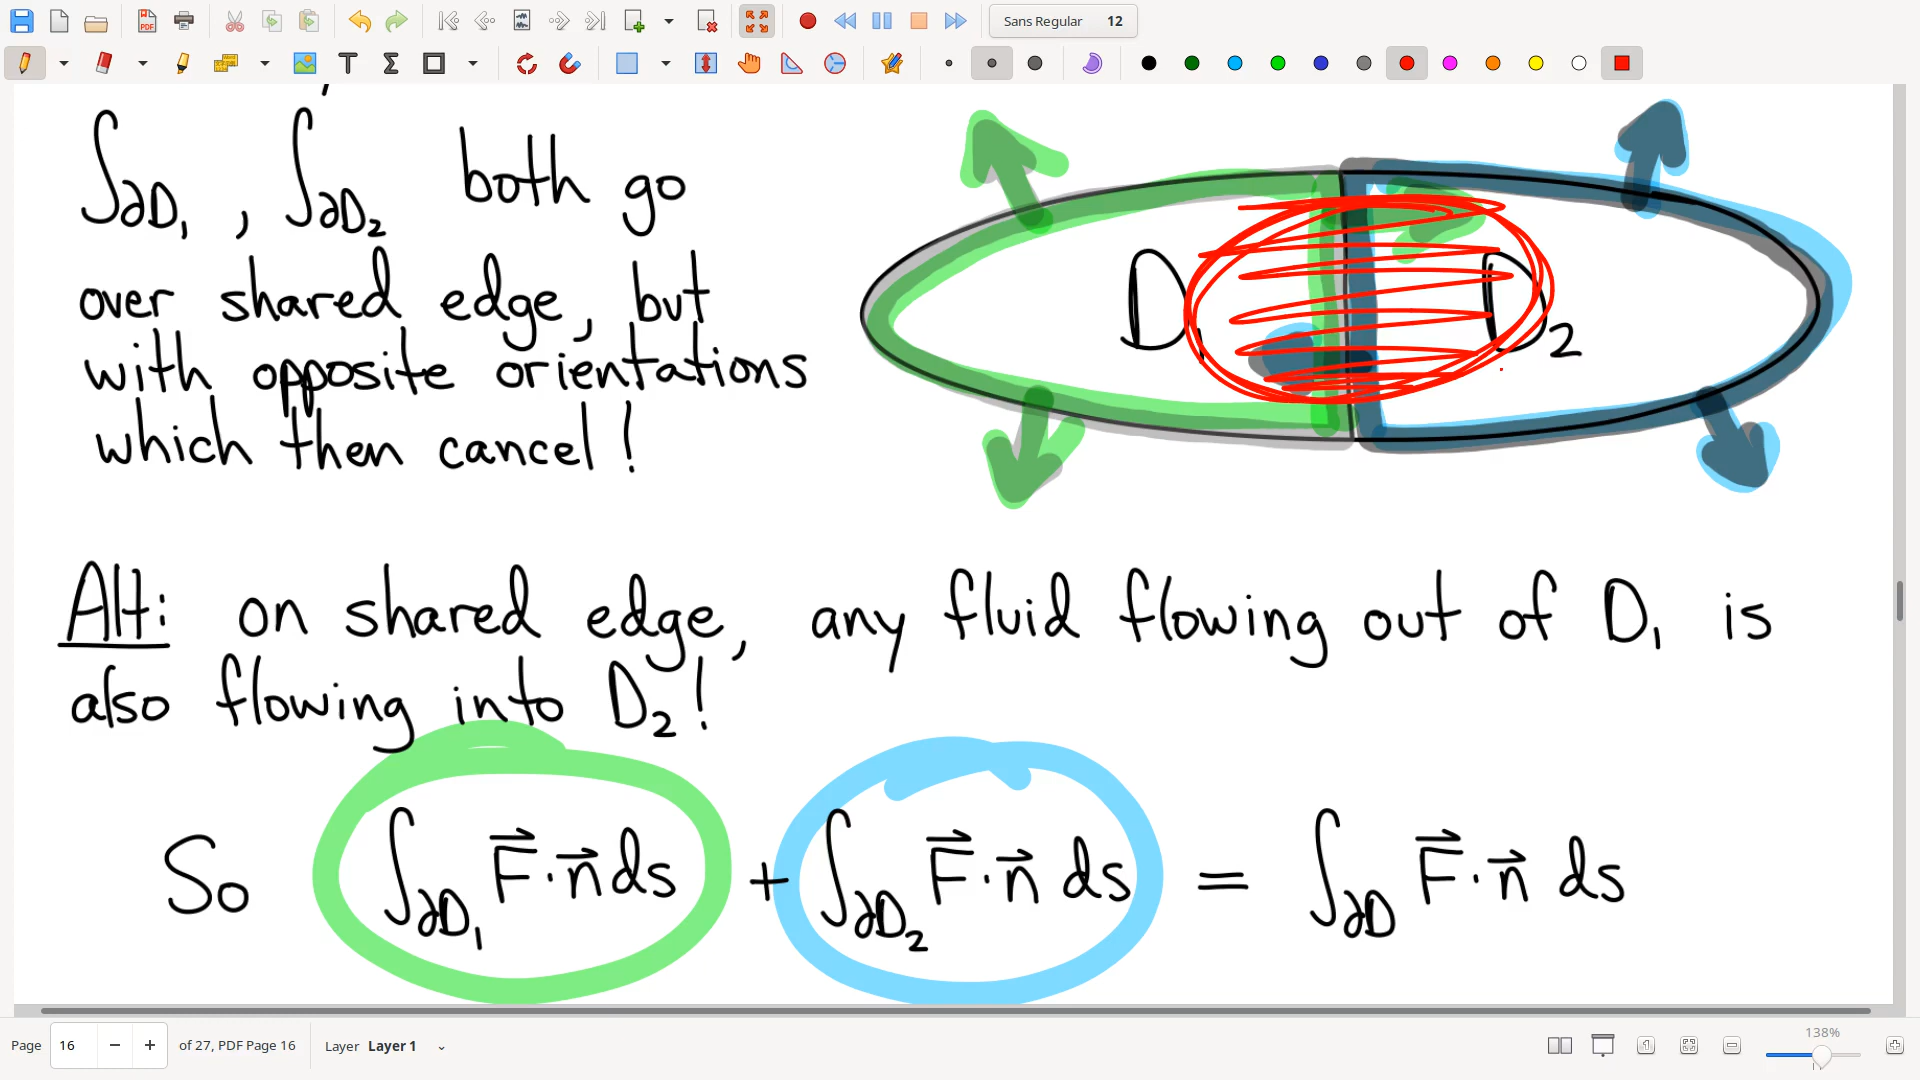 Sans Regular 12
∫∂D₁ , ∫∂D₂ both go
over shared edge, but
with opposite orientations
which then cancel!
D₁
D₂
Alt: on shared edge, any fluid flowing out of D₁ is
also flowing into D₂!
So ∫∂D₁ F⃗·n⃗ ds + ∫∂D₂ F⃗·n⃗ ds = ∫∂D F⃗·n⃗ ds
Page 16 − + of 27, PDF Page 16 Layer Layer 1
138%